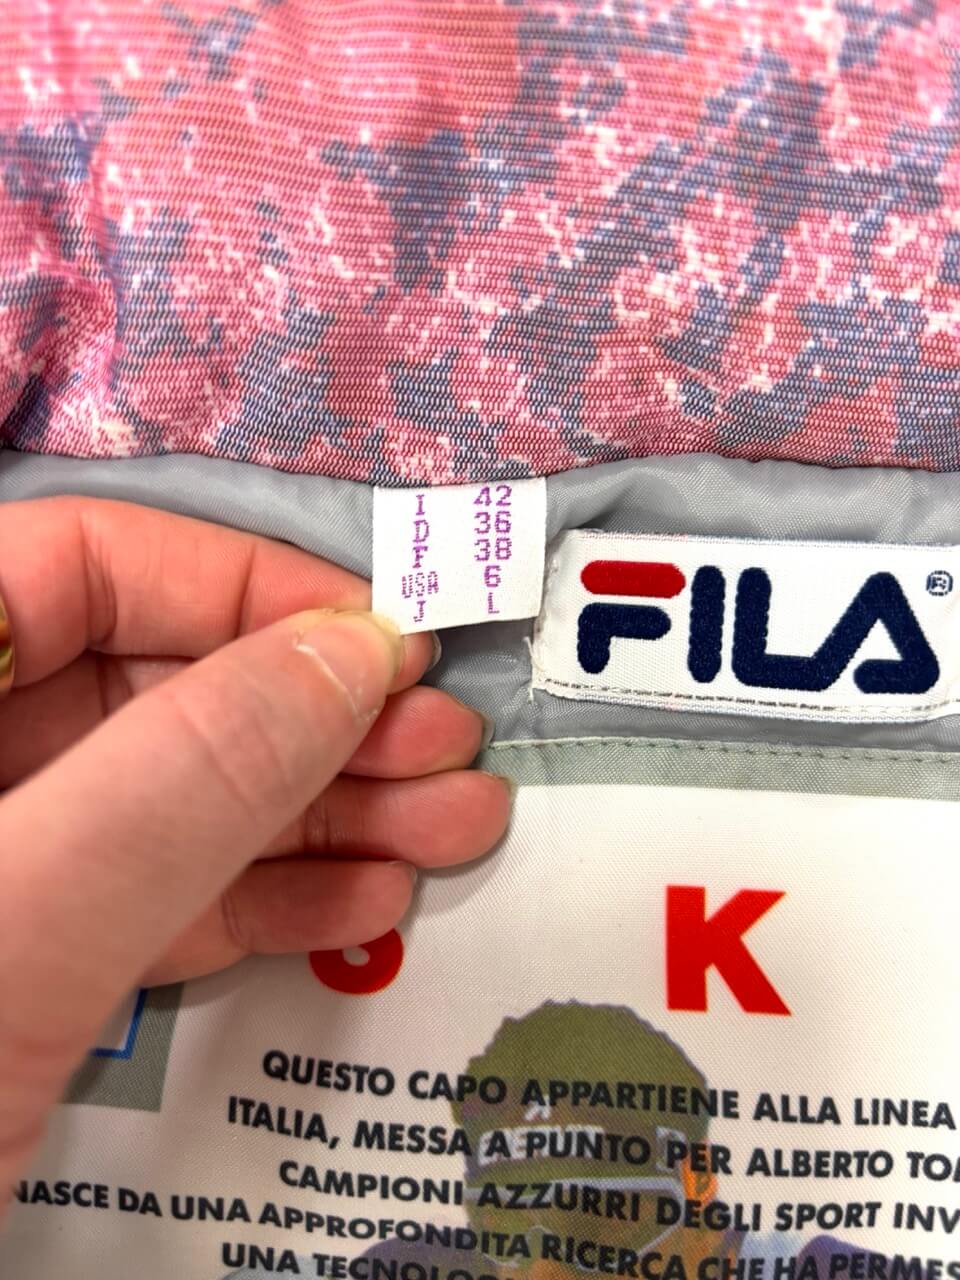 I 42
D 36
F 38
USA 6
J L
FILA®
K
QUESTO CAPO APPARTIENE ALLA LINEA
ITALIA, MESSA A PUNTO PER ALBERTO
CAMPIONI AZZURRI DEGLI SPORT
DA UNA APPROFONDITA RICERCA CHE HA
UNA